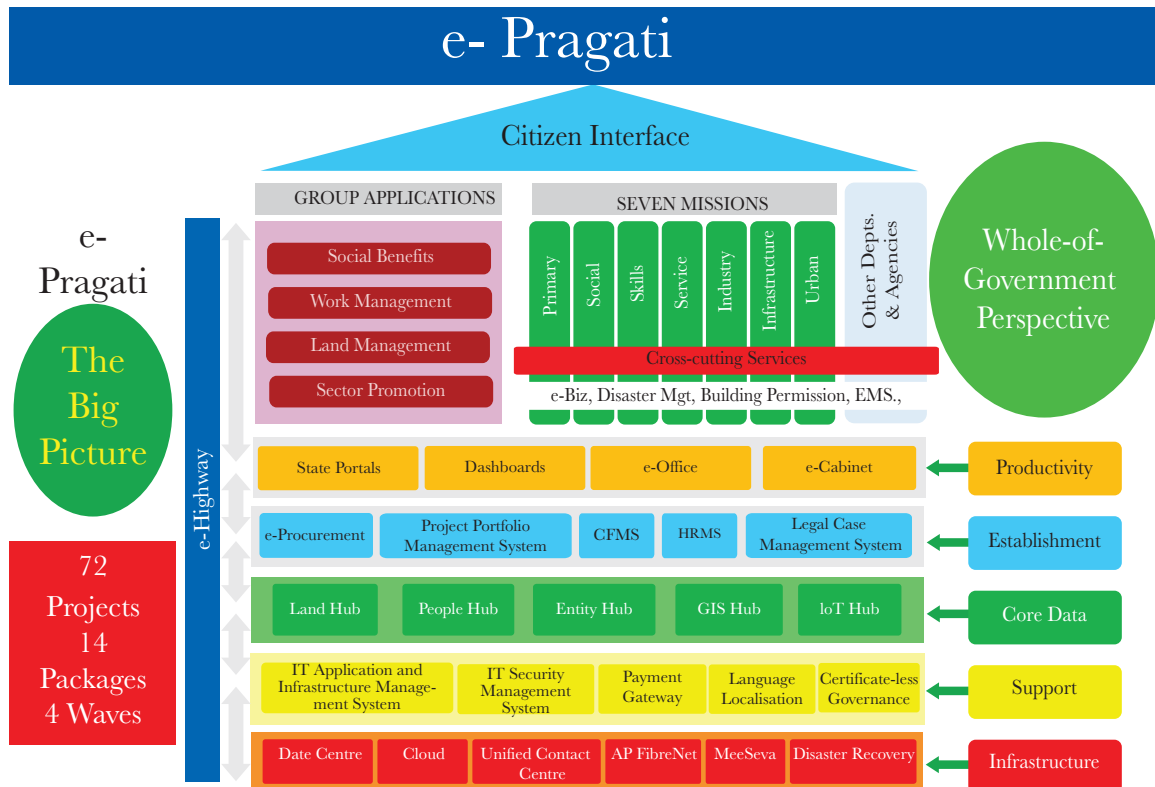 e- Pragati
Citizen Interface
GROUP APPLICATIONS
SEVEN MISSIONS
Other Depts.
& Agencies
e-
Pragati
The
Big
Picture
72
Projects
14
Packages
4 Waves
e-Highway
Social Benefits
Work Management
Land Management
Sector Promotion
Primary
Social
Skills
Service
Industry
Infrastructure
Urban
Cross-cutting Services
e-Biz, Disaster Mgt, Building Permission, EMS.,
Whole-of-
Government
Perspective
State Portals
Dashboards
e-Office
e-Cabinet
Productivity
e-Procurement
Project Portfolio
Management System
CFMS
HRMS
Legal Case
Management System
Establishment
Land Hub
People Hub
Entity Hub
GIS Hub
loT Hub
Core Data
IT Application and
Infrastructure Manage-
ment System
IT Security
Management
System
Payment
Gateway
Language
Localisation
Certificate-less
Governance
Support
Date Centre
Cloud
Unified Contact
Centre
AP FibreNet
MeeSeva
Disaster Recovery
Infrastructure